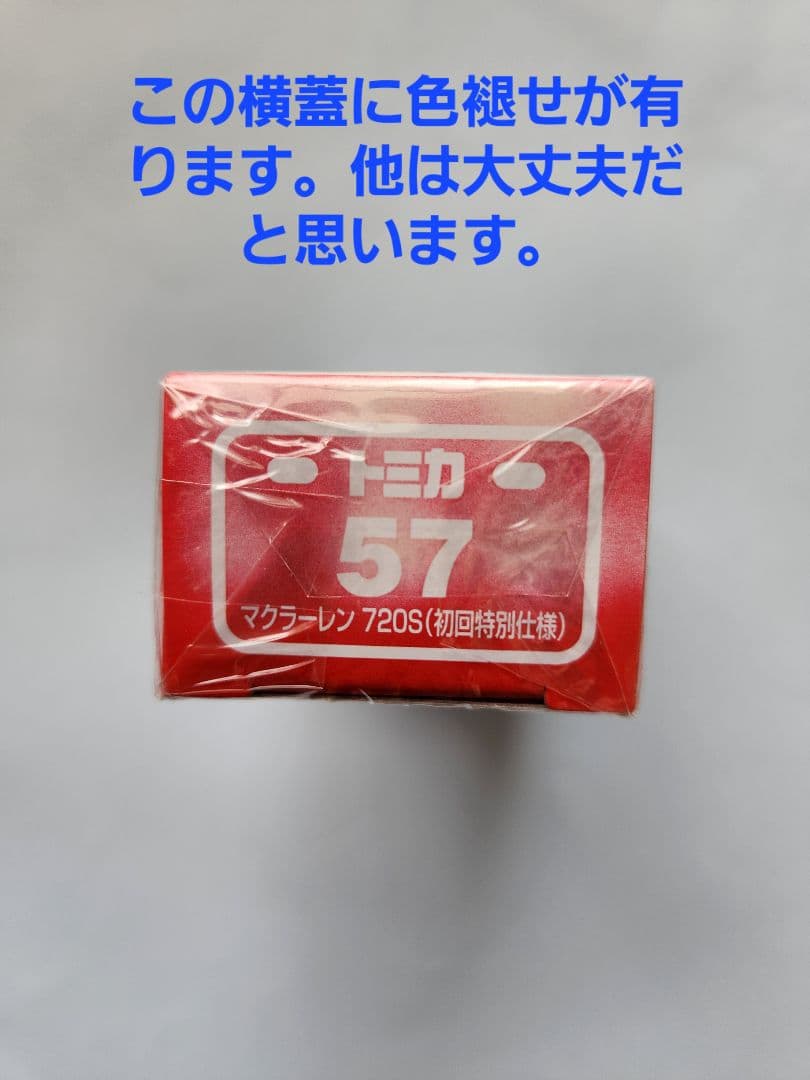 この横蓋に色褪せが有
ります。他は大丈夫だ
と思います。
トミカ
57
マクラーレン 720S(初回特別仕様)